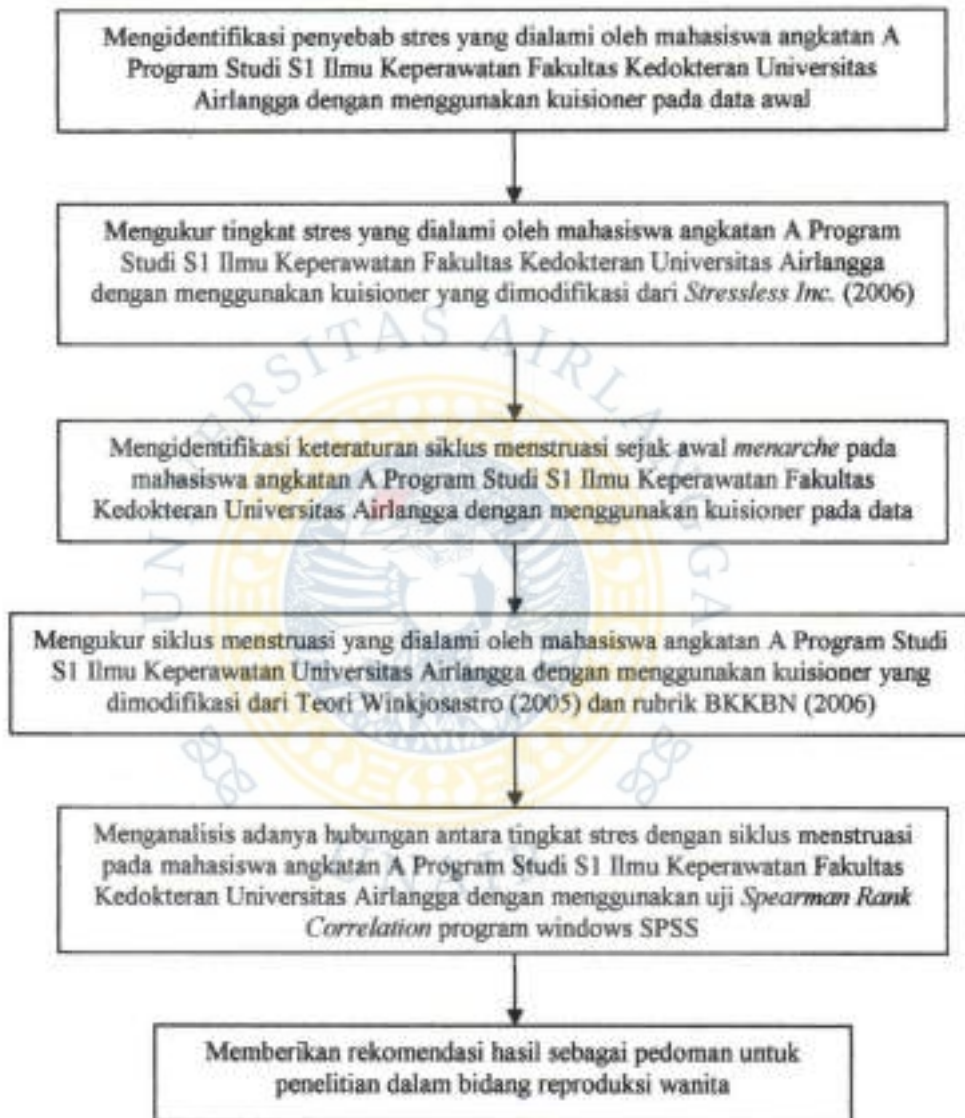 Mengidentifikasi penyebab stres yang dialami oleh mahasiswa angkatan A
Program Studi S1 Ilmu Keperawatan Fakultas Kedokteran Universitas
Airlangga dengan menggunakan kuisioner pada data awal
Mengukur tingkat stres yang dialami oleh mahasiswa angkatan A Program
Studi S1 Ilmu Keperawatan Fakultas Kedokteran Universitas Airlangga
dengan menggunakan kuisioner yang dimodifikasi dari Stressless Inc. (2006)
UNIVERSITAS AIRLANGGA
Mengidentifikasi keteraturan siklus menstruasi sejak awal menarche pada
mahasiswa angkatan A Program Studi S1 Ilmu Keperawatan Fakultas
Kedokteran Universitas Airlangga dengan menggunakan kuisioner pada data
Mengukur siklus menstruasi yang dialami oleh mahasiswa angkatan A Program Studi
S1 Ilmu Keperawatan Universitas Airlangga dengan menggunakan kuisioner yang
dimodifikasi dari Teori Winkjosastro (2005) dan rubrik BKKBN (2006)
Menganalisis adanya hubungan antara tingkat stres dengan siklus menstruasi
pada mahasiswa angkatan A Program Studi S1 Ilmu Keperawatan Fakultas
Kedokteran Universitas Airlangga dengan menggunakan uji Spearman Rank
Correlation program windows SPSS
Memberikan rekomendasi hasil sebagai pedoman untuk
penelitian dalam bidang reproduksi wanita